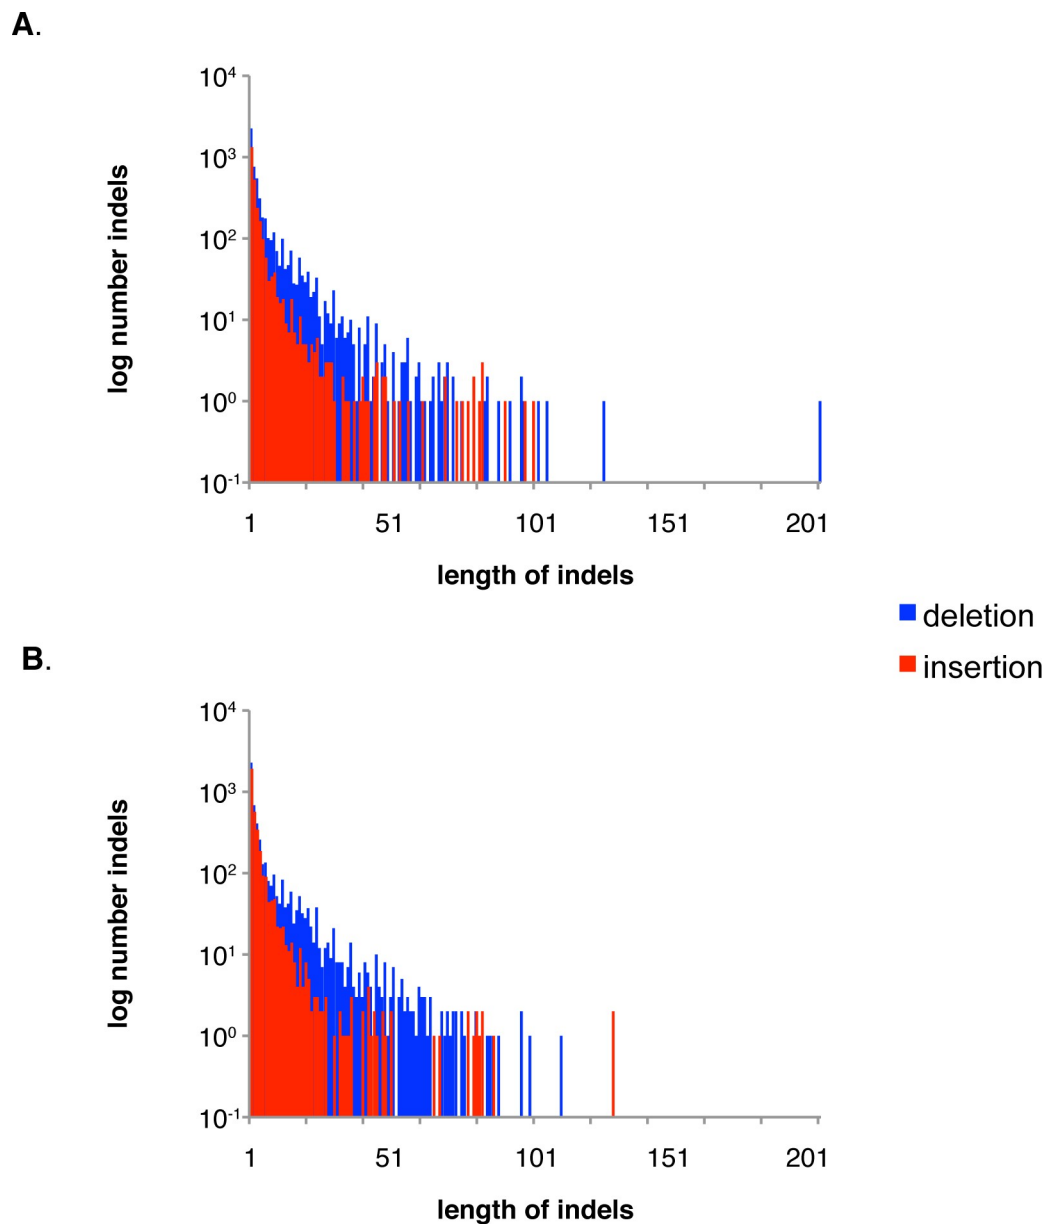 A.
10⁴
10³
10²
10¹
10⁰
10⁻¹
log number indels
1 51 101 151 201
length of indels
deletion
insertion
B.
10⁴
10³
10²
10¹
10⁰
10⁻¹
log number indels
1 51 101 151 201
length of indels